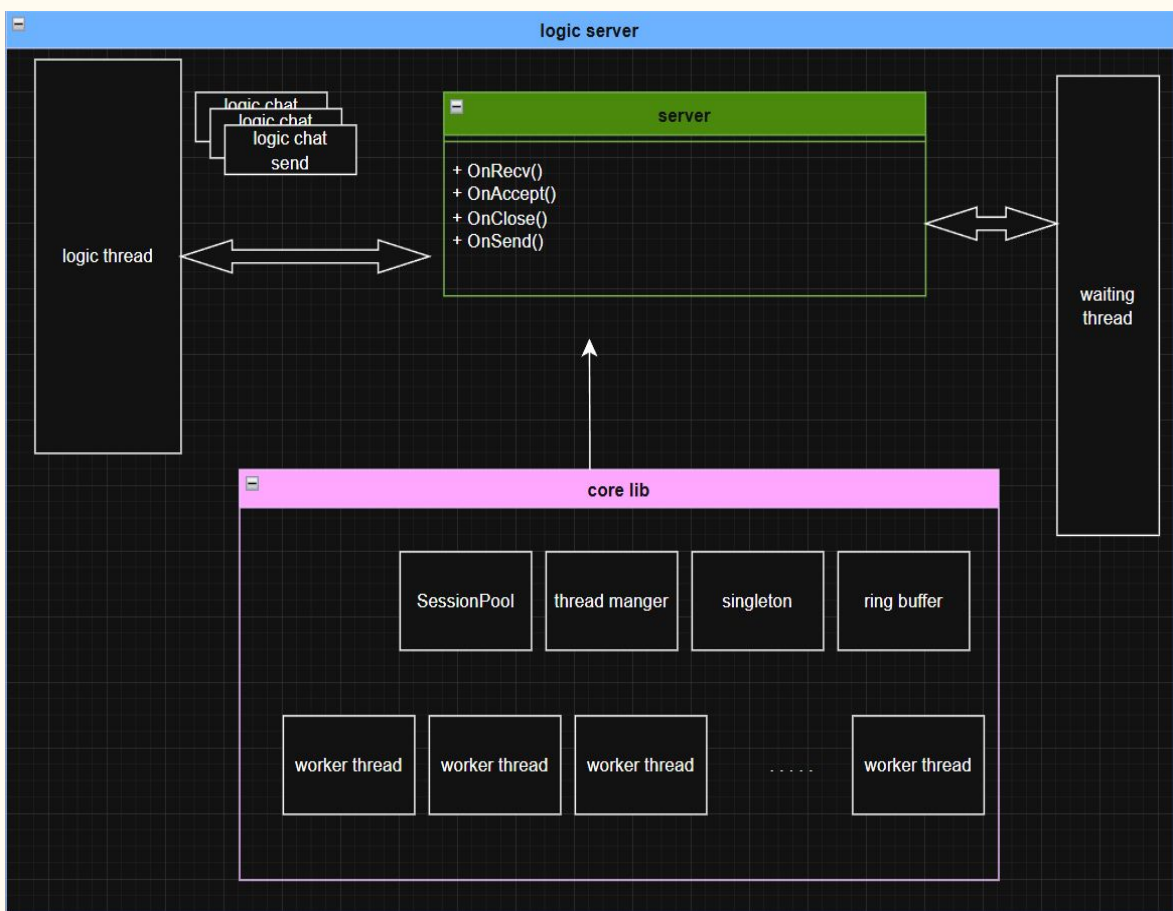 logic server
logic thread
logic chat
logic chat
logic chat
send
server
+ OnRecv()
+ OnAccept()
+ OnClose()
+ OnSend()
waiting
thread
core lib
SessionPool
thread manger
singleton
ring buffer
worker thread
worker thread
worker thread
. . . . .
worker thread